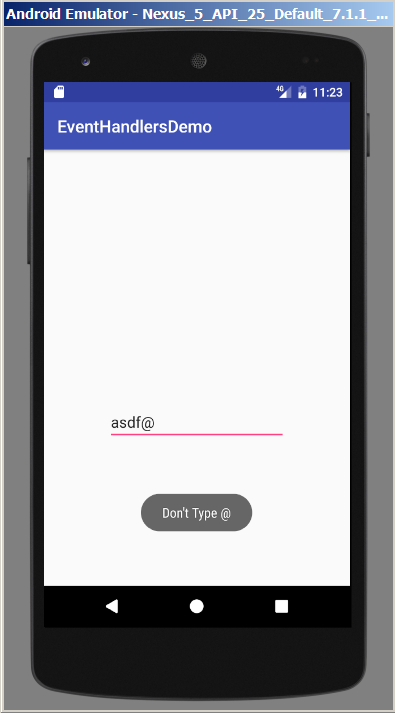 Android Emulator - Nexus_5_API_25_Default_7.1.1_...
4G 11:23
EventHandlersDemo
asdf@
Don't Type @